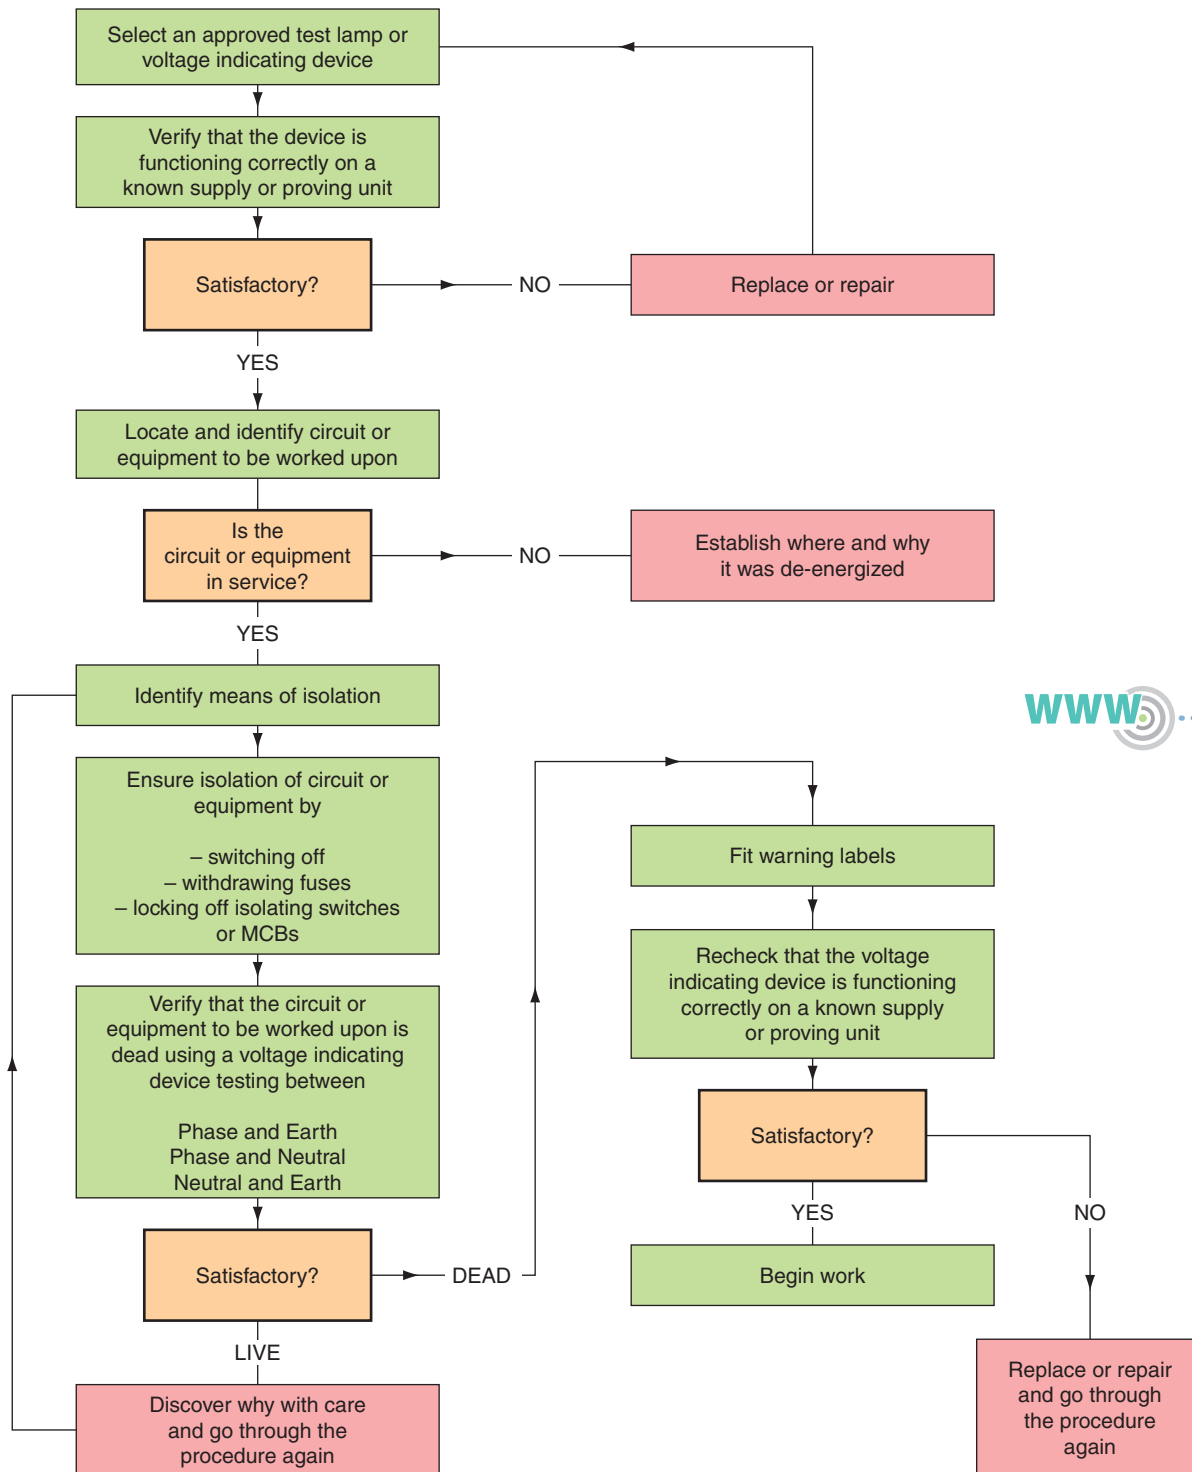 Select an approved test lamp or
voltage indicating device
Verify that the device is
functioning correctly on a
known supply or proving unit
Satisfactory?
NO
Replace or repair
YES
Locate and identify circuit or
equipment to be worked upon
Is the
circuit or equipment
in service?
NO
Establish where and why
it was de-energized
YES
Identify means of isolation
WWW
Ensure isolation of circuit or
equipment by
– switching off
– withdrawing fuses
– locking off isolating switches
or MCBs
Verify that the circuit or
equipment to be worked upon is
dead using a voltage indicating
device testing between
Phase and Earth
Phase and Neutral
Neutral and Earth
Satisfactory?
DEAD
LIVE
Discover why with care
and go through the
procedure again
Fit warning labels
Recheck that the voltage
indicating device is functioning
correctly on a known supply
or proving unit
Satisfactory?
YES
NO
Begin work
Replace or repair
and go through
the procedure
again